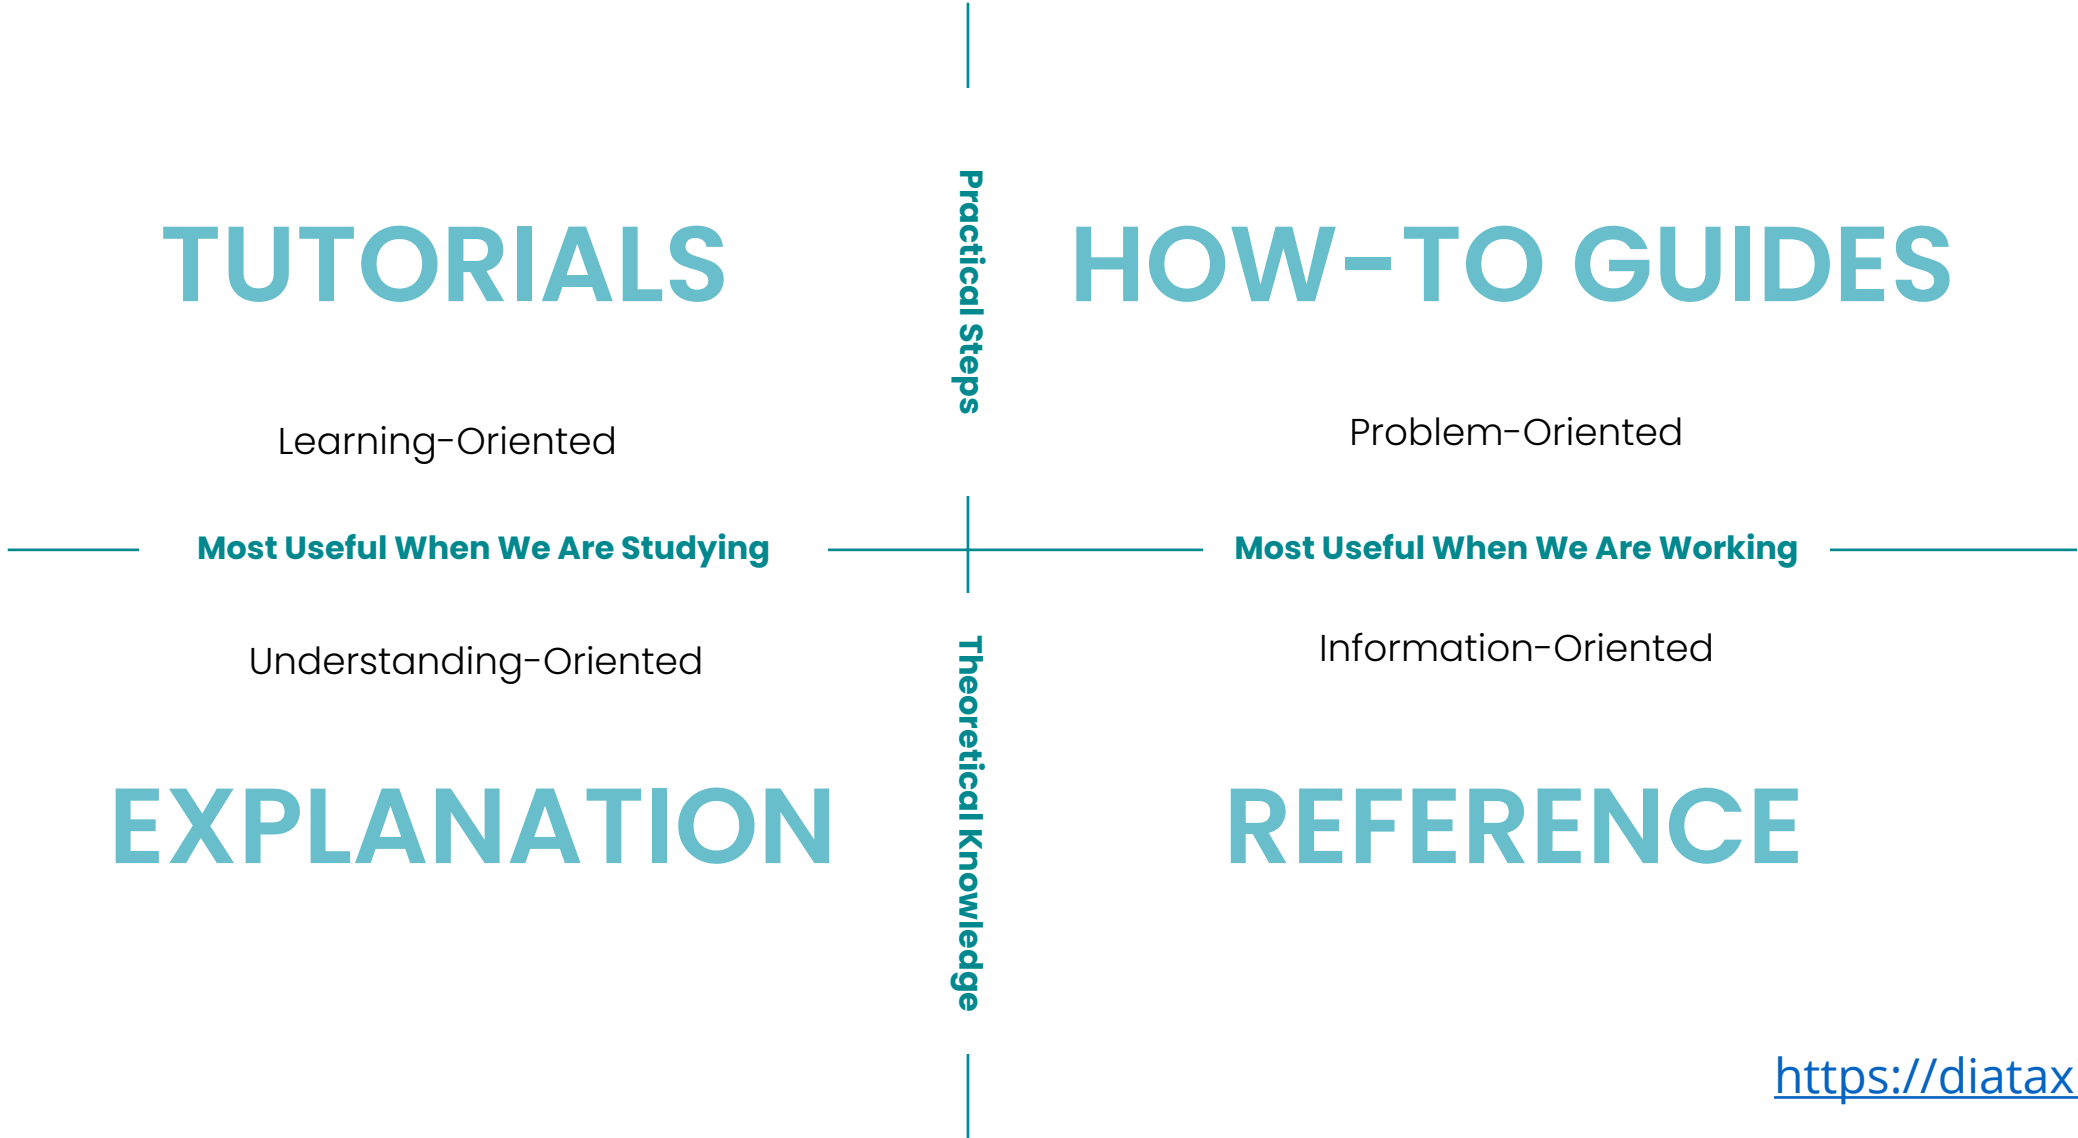 Practical Steps
TUTORIALS
HOW-TO GUIDES
Learning-Oriented
Problem-Oriented
Most Useful When We Are Studying
Most Useful When We Are Working
Understanding-Oriented
Information-Oriented
Theoretical Knowledge
EXPLANATION
REFERENCE
https://diatax